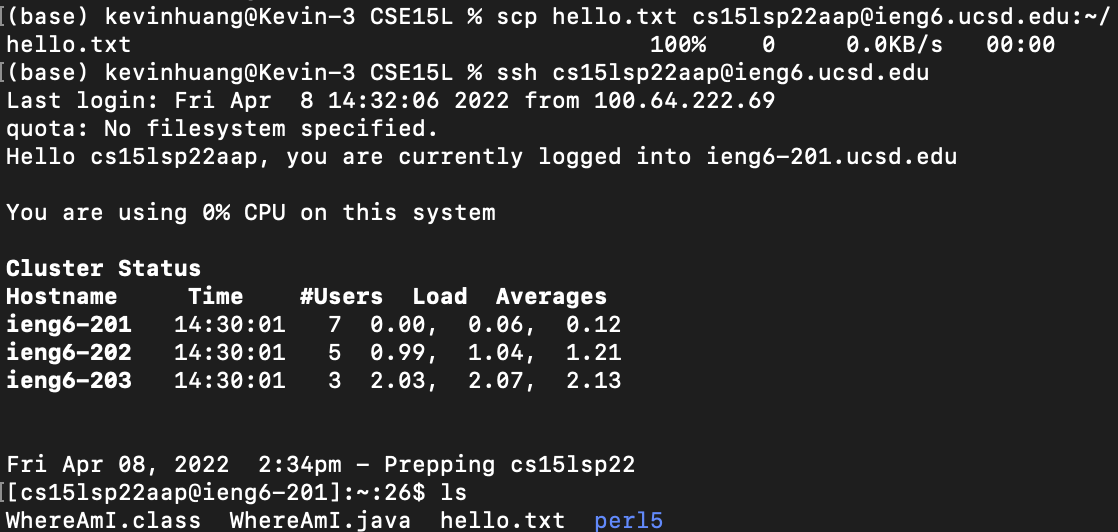 (base) kevinhuang@Kevin-3 CSE15L % scp hello.txt cs15lsp22aap@ieng6.ucsd.edu:~/
hello.txt 100% 0 0.0KB/s 00:00
(base) kevinhuang@Kevin-3 CSE15L % ssh cs15lsp22aap@ieng6.ucsd.edu
Last login: Fri Apr  8 14:32:06 2022 from 100.64.222.69
quota: No filesystem specified.
Hello cs15lsp22aap, you are currently logged into ieng6-201.ucsd.edu
You are using 0% CPU on this system
Cluster Status
Hostname Time #Users Load Averages
ieng6-201 14:30:01 7 0.00, 0.06, 0.12
ieng6-202 14:30:01 5 0.99, 1.04, 1.21
ieng6-203 14:30:01 3 2.03, 2.07, 2.13
Fri Apr 08, 2022  2:34pm - Prepping cs15lsp22
[cs15lsp22aap@ieng6-201]:~:26$ ls
WhereAmI.class WhereAmI.java hello.txt perl5